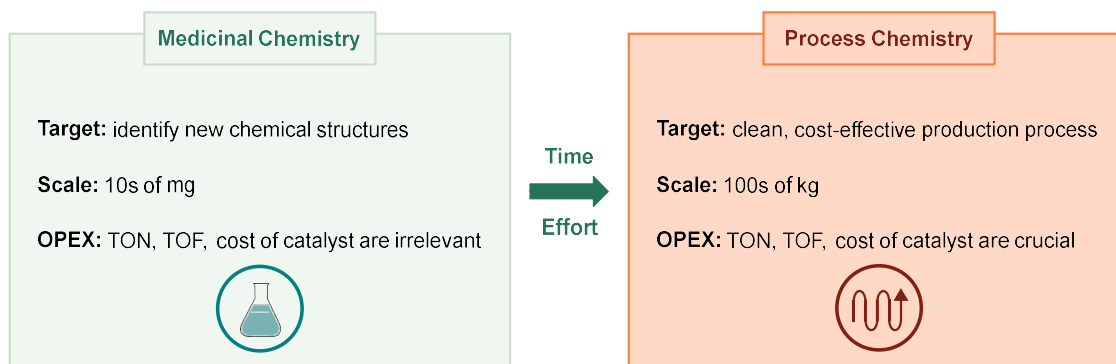 Medicinal Chemistry
Target: identify new chemical structures
Scale: 10s of mg
OPEX: TON, TOF, cost of catalyst are irrelevant
Time
Effort
Process Chemistry
Target: clean, cost-effective production process
Scale: 100s of kg
OPEX: TON, TOF, cost of catalyst are crucial